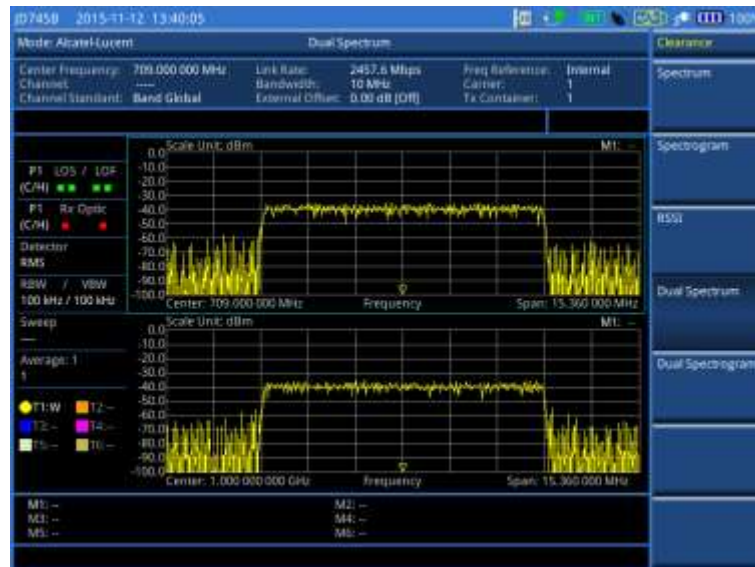 JD745B 2015-11-12 13:40:05 INT 100%
Mode: Alcatel-Lucent Dual Spectrum Clearance
Center Frequency: 709.000 000 MHz Link Rate: 2457.6 Mbps Freq Reference: Internal
Channel: ---- Bandwidth: 10 MHz Carrier: 1
Channel Standard: Band Global External Offset: 0.00 dB [Off] Tx Container: 1
Spectrum
Spectrogram
RSSI
Dual Spectrum
Dual Spectrogram
P1 LOS / LOF
(C/H)
P1 Rx Optic
(C/H)
Detector
RMS
RBW / VBW
100 kHz / 100 kHz
Sweep
---
Average: 1
1
T1:W T2:--
T3:-- T4:--
T5:-- T6:--
Scale Unit: dBm M1: --
0.0
-10.0
-20.0
-30.0
-40.0
-50.0
-60.0
-70.0
-80.0
-90.0
-100.0
Center: 709.000 000 MHz Frequency Span: 15.360 000 MHz
Scale Unit: dBm M1: --
0.0
-10.0
-20.0
-30.0
-40.0
-50.0
-60.0
-70.0
-80.0
-90.0
-100.0
Center: 1.000 000 000 GHz Frequency Span: 15.360 000 MHz
M1: -- M2: --
M3: -- M4: --
M5: -- M6: --